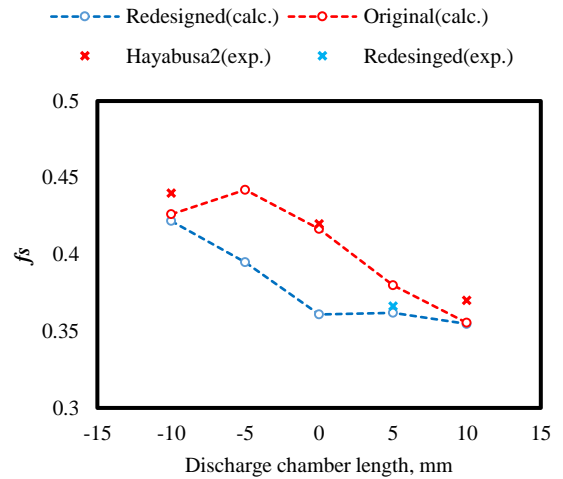 Redesigned(calc.) Original(calc.)
Hayabusa2(exp.) Redesinged(exp.)
0.5
0.45
0.4
0.35
0.3
fs
-15 -10 -5 0 5 10 15
Discharge chamber length, mm